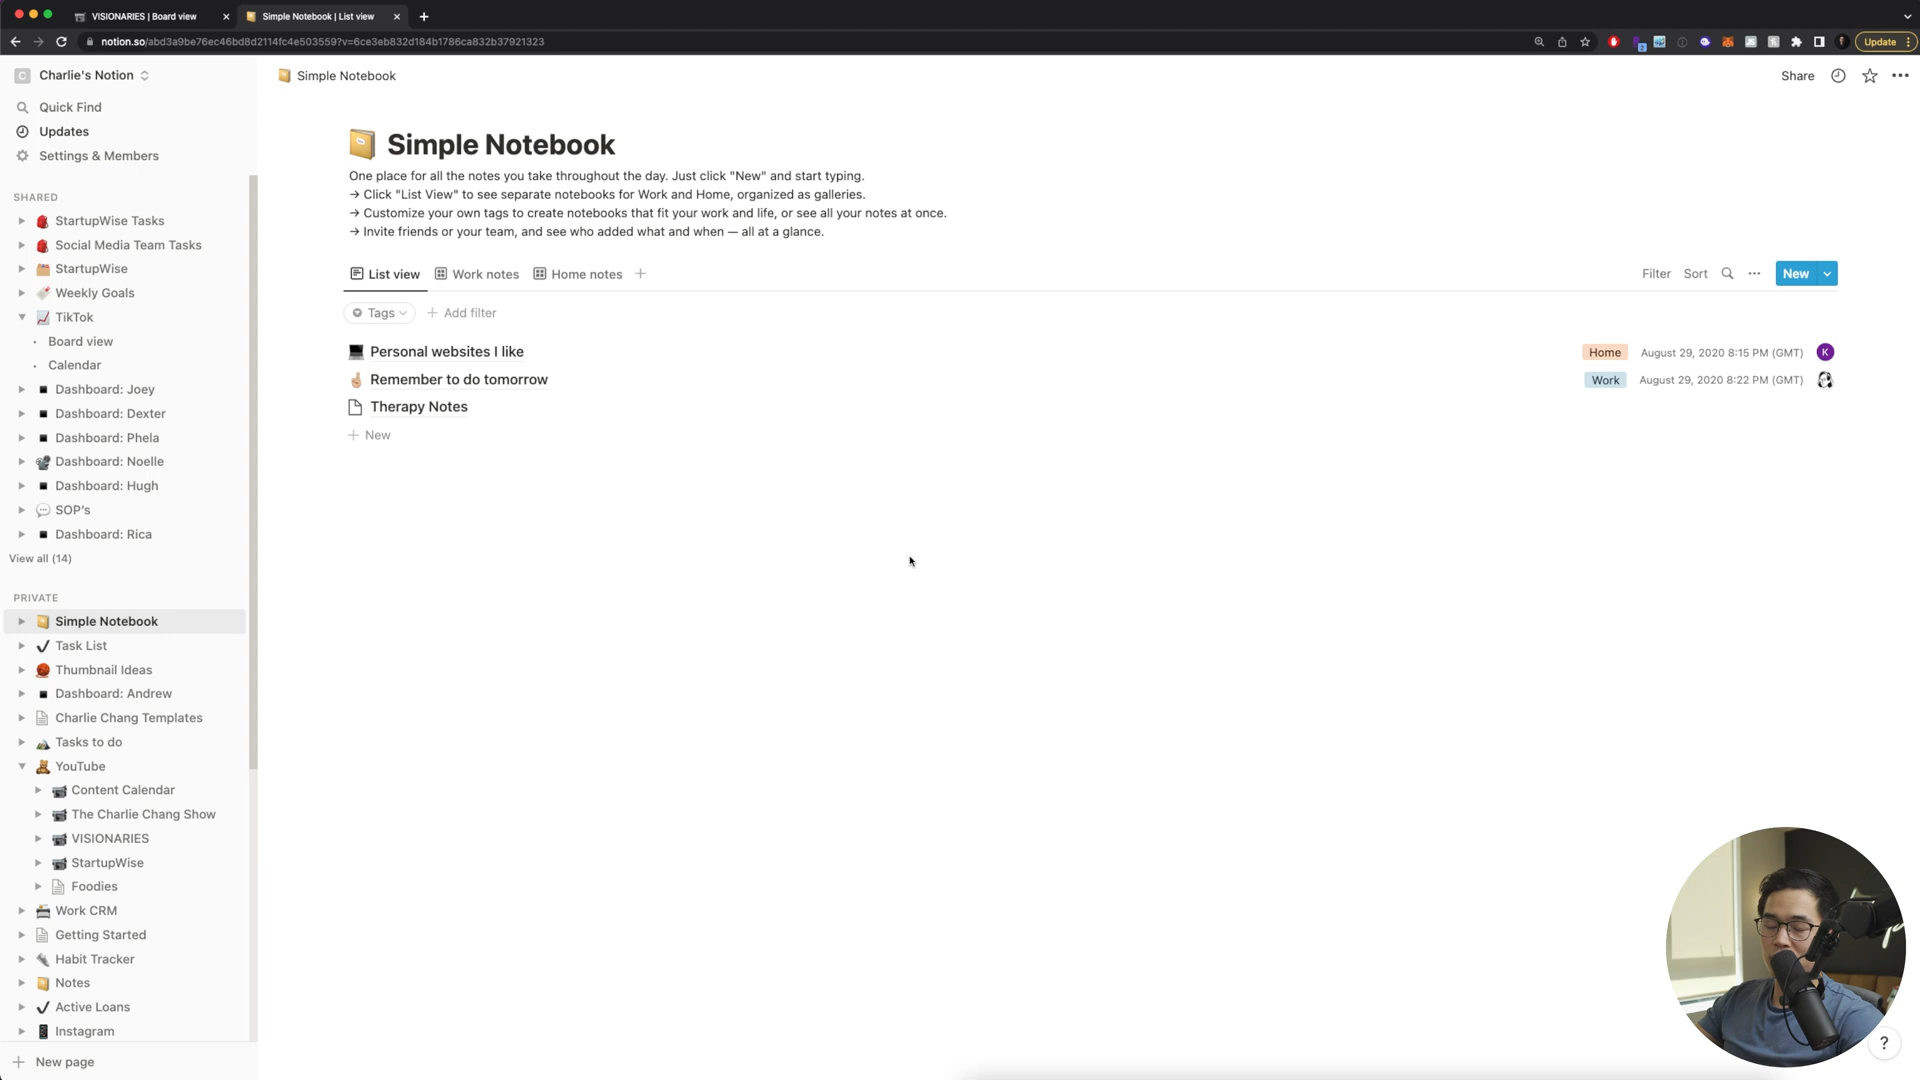 VISIONARIES | Board view
Simple Notebook | List view
notion.so/abd3a9be76ec46bd8d2114fc4e503559?v=6ce3eb832d184b1786ca832b37921323
Update
C Charlie's Notion
Simple Notebook
Share
Quick Find
Updates
Settings & Members
SHARED
StartupWise Tasks
Social Media Team Tasks
StartupWise
Weekly Goals
TikTok
Board view
Calendar
Dashboard: Joey
Dashboard: Dexter
Dashboard: Phela
Dashboard: Noelle
Dashboard: Hugh
SOP's
Dashboard: Rica
View all (14)
PRIVATE
Simple Notebook
Task List
Thumbnail Ideas
Dashboard: Andrew
Charlie Chang Templates
Tasks to do
YouTube
Content Calendar
The Charlie Chang Show
VISIONARIES
StartupWise
Foodies
Work CRM
Getting Started
Habit Tracker
Notes
Active Loans
Instagram
New page
Simple Notebook
One place for all the notes you take throughout the day. Just click "New" and start typing.
→ Click "List View" to see separate notebooks for Work and Home, organized as galleries.
→ Customize your own tags to create notebooks that fit your work and life, or see all your notes at once.
→ Invite friends or your team, and see who added what and when — all at a glance.
List view Work notes Home notes
Filter Sort New
Tags Add filter
Personal websites I like Home August 29, 2020 8:15 PM (GMT) K
Remember to do tomorrow Work August 29, 2020 8:22 PM (GMT)
Therapy Notes
New
?